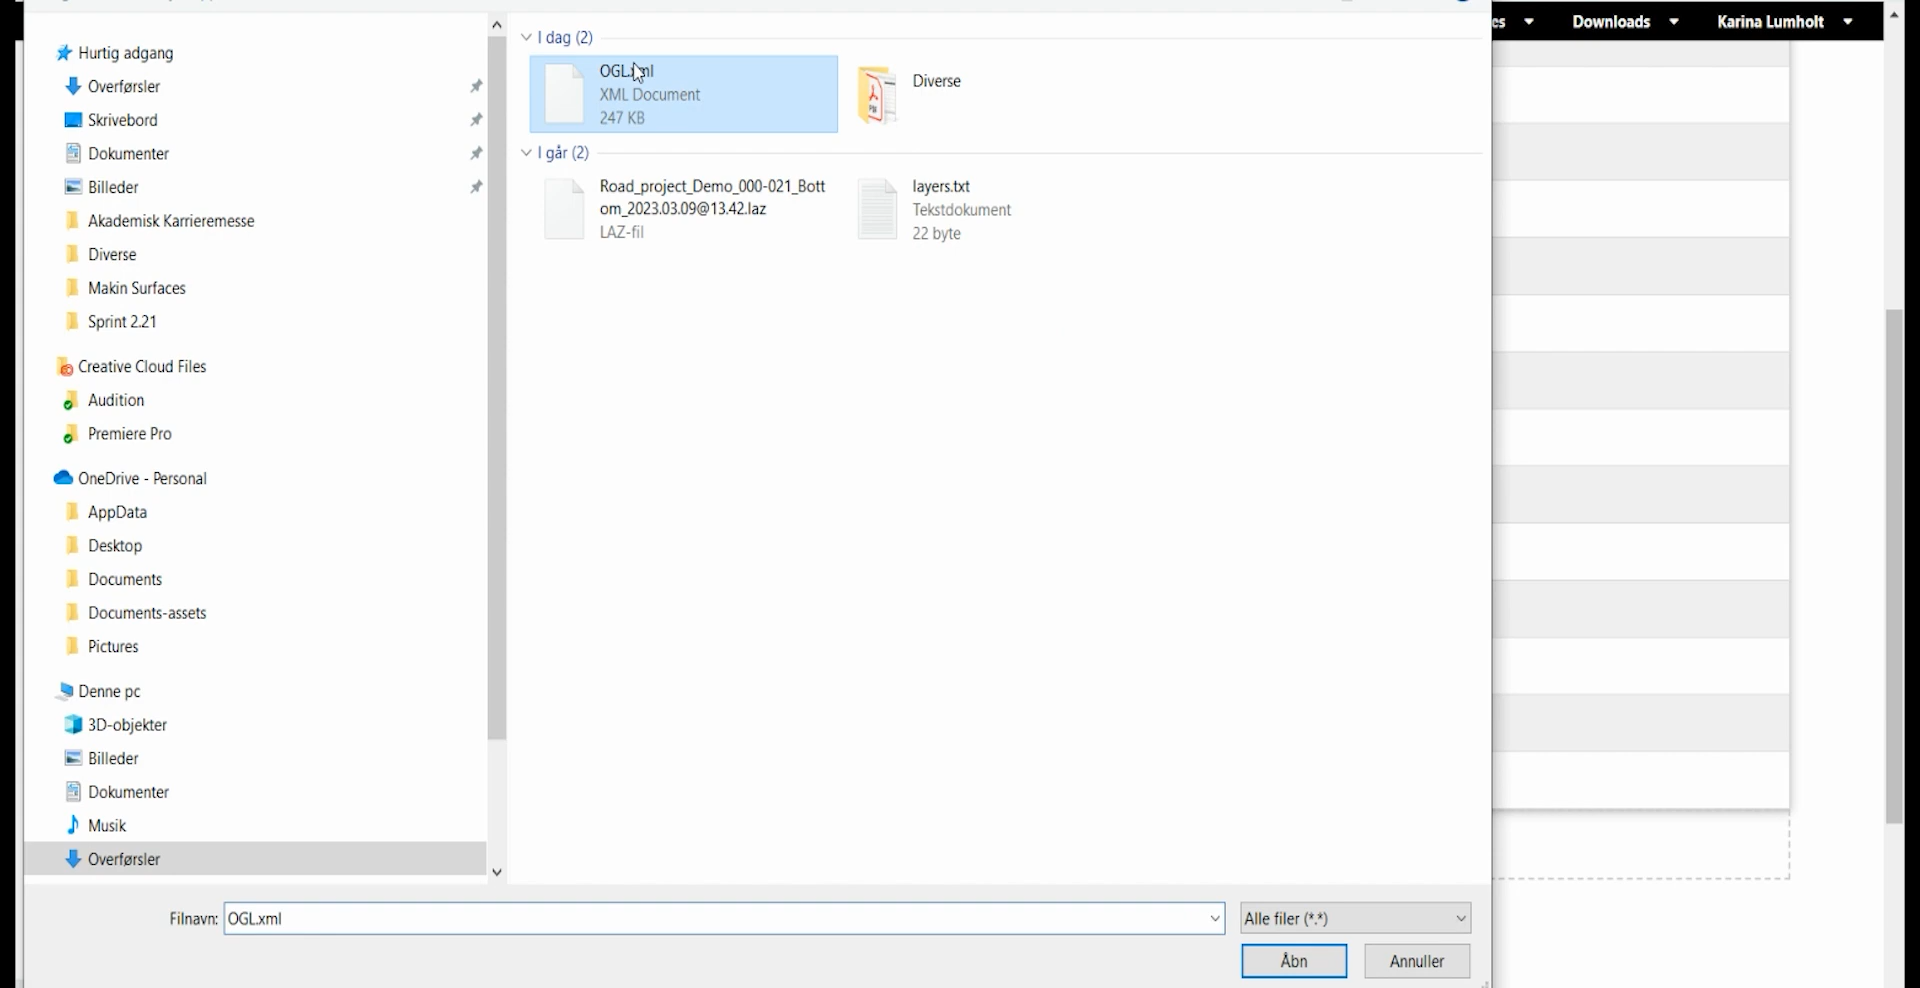 es
Downloads
Karina Lumholt
Hurtig adgang
Overførsler
Skrivebord
Dokumenter
Billeder
Akademisk Karrieremesse
Diverse
Makin Surfaces
Sprint 2.21
Creative Cloud Files
Audition
Premiere Pro
OneDrive - Personal
AppData
Desktop
Documents
Documents-assets
Pictures
Denne pc
3D-objekter
Billeder
Dokumenter
Musik
Overførsler
I dag (2)
OGL.xml
XML Document
247 KB
Diverse
I går (2)
Road_project_Demo_000-021_Bott
om_2023.03.09@13.42.laz
LAZ-fil
layers.txt
Tekstdokument
22 byte
Filnavn: OGL.xml
Alle filer (*.*)
Åbn
Annuller